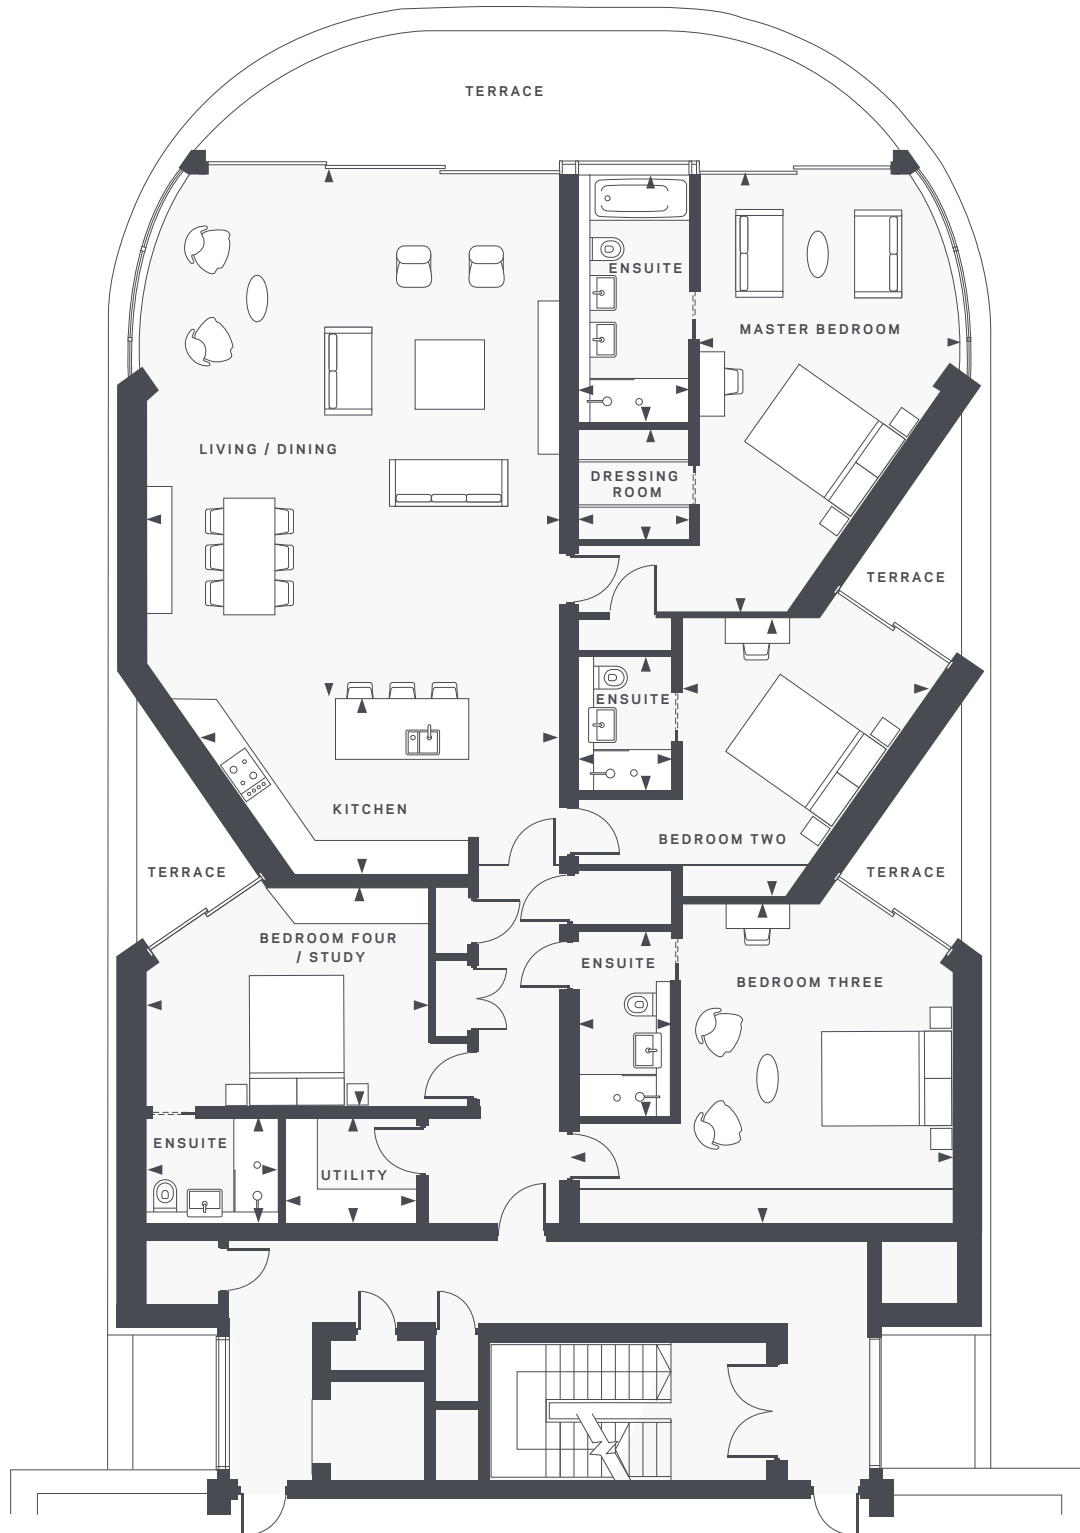 TERRACE
ENSUITE
MASTER BEDROOM
LIVING / DINING
DRESSING
ROOM
TERRACE
ENSUITE
KITCHEN
BEDROOM TWO
TERRACE
TERRACE
BEDROOM FOUR
/ STUDY
ENSUITE
BEDROOM THREE
ENSUITE
UTILITY